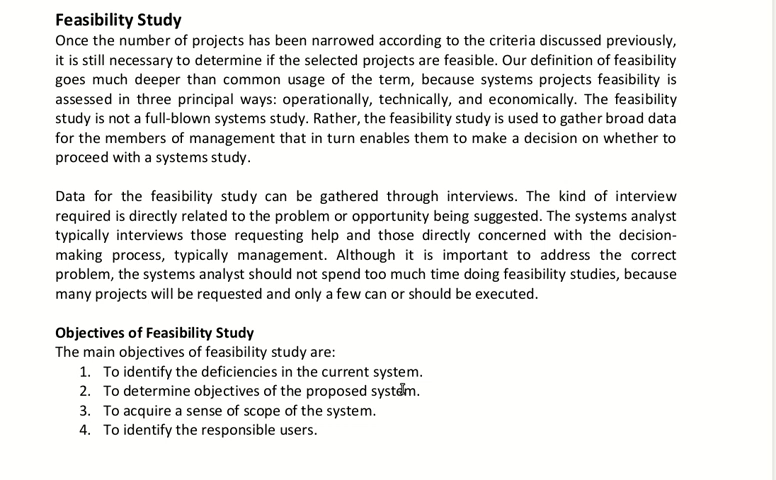 Feasibility Study
Once the number of projects has been narrowed according to the criteria discussed previously,
it is still necessary to determine if the selected projects are feasible. Our definition of feasibility
goes much deeper than common usage of the term, because systems projects feasibility is
assessed in three principal ways: operationally, technically, and economically. The feasibility
study is not a full-blown systems study. Rather, the feasibility study is used to gather broad data
for the members of management that in turn enables them to make a decision on whether to
proceed with a systems study.
Data for the feasibility study can be gathered through interviews. The kind of interview
required is directly related to the problem or opportunity being suggested. The systems analyst
typically interviews those requesting help and those directly concerned with the decision-
making process, typically management. Although it is important to address the correct
problem, the systems analyst should not spend too much time doing feasibility studies, because
many projects will be requested and only a few can or should be executed.
Objectives of Feasibility Study
The main objectives of feasibility study are:
1. To identify the deficiencies in the current system.
2. To determine objectives of the proposed system.
3. To acquire a sense of scope of the system.
4. To identify the responsible users.